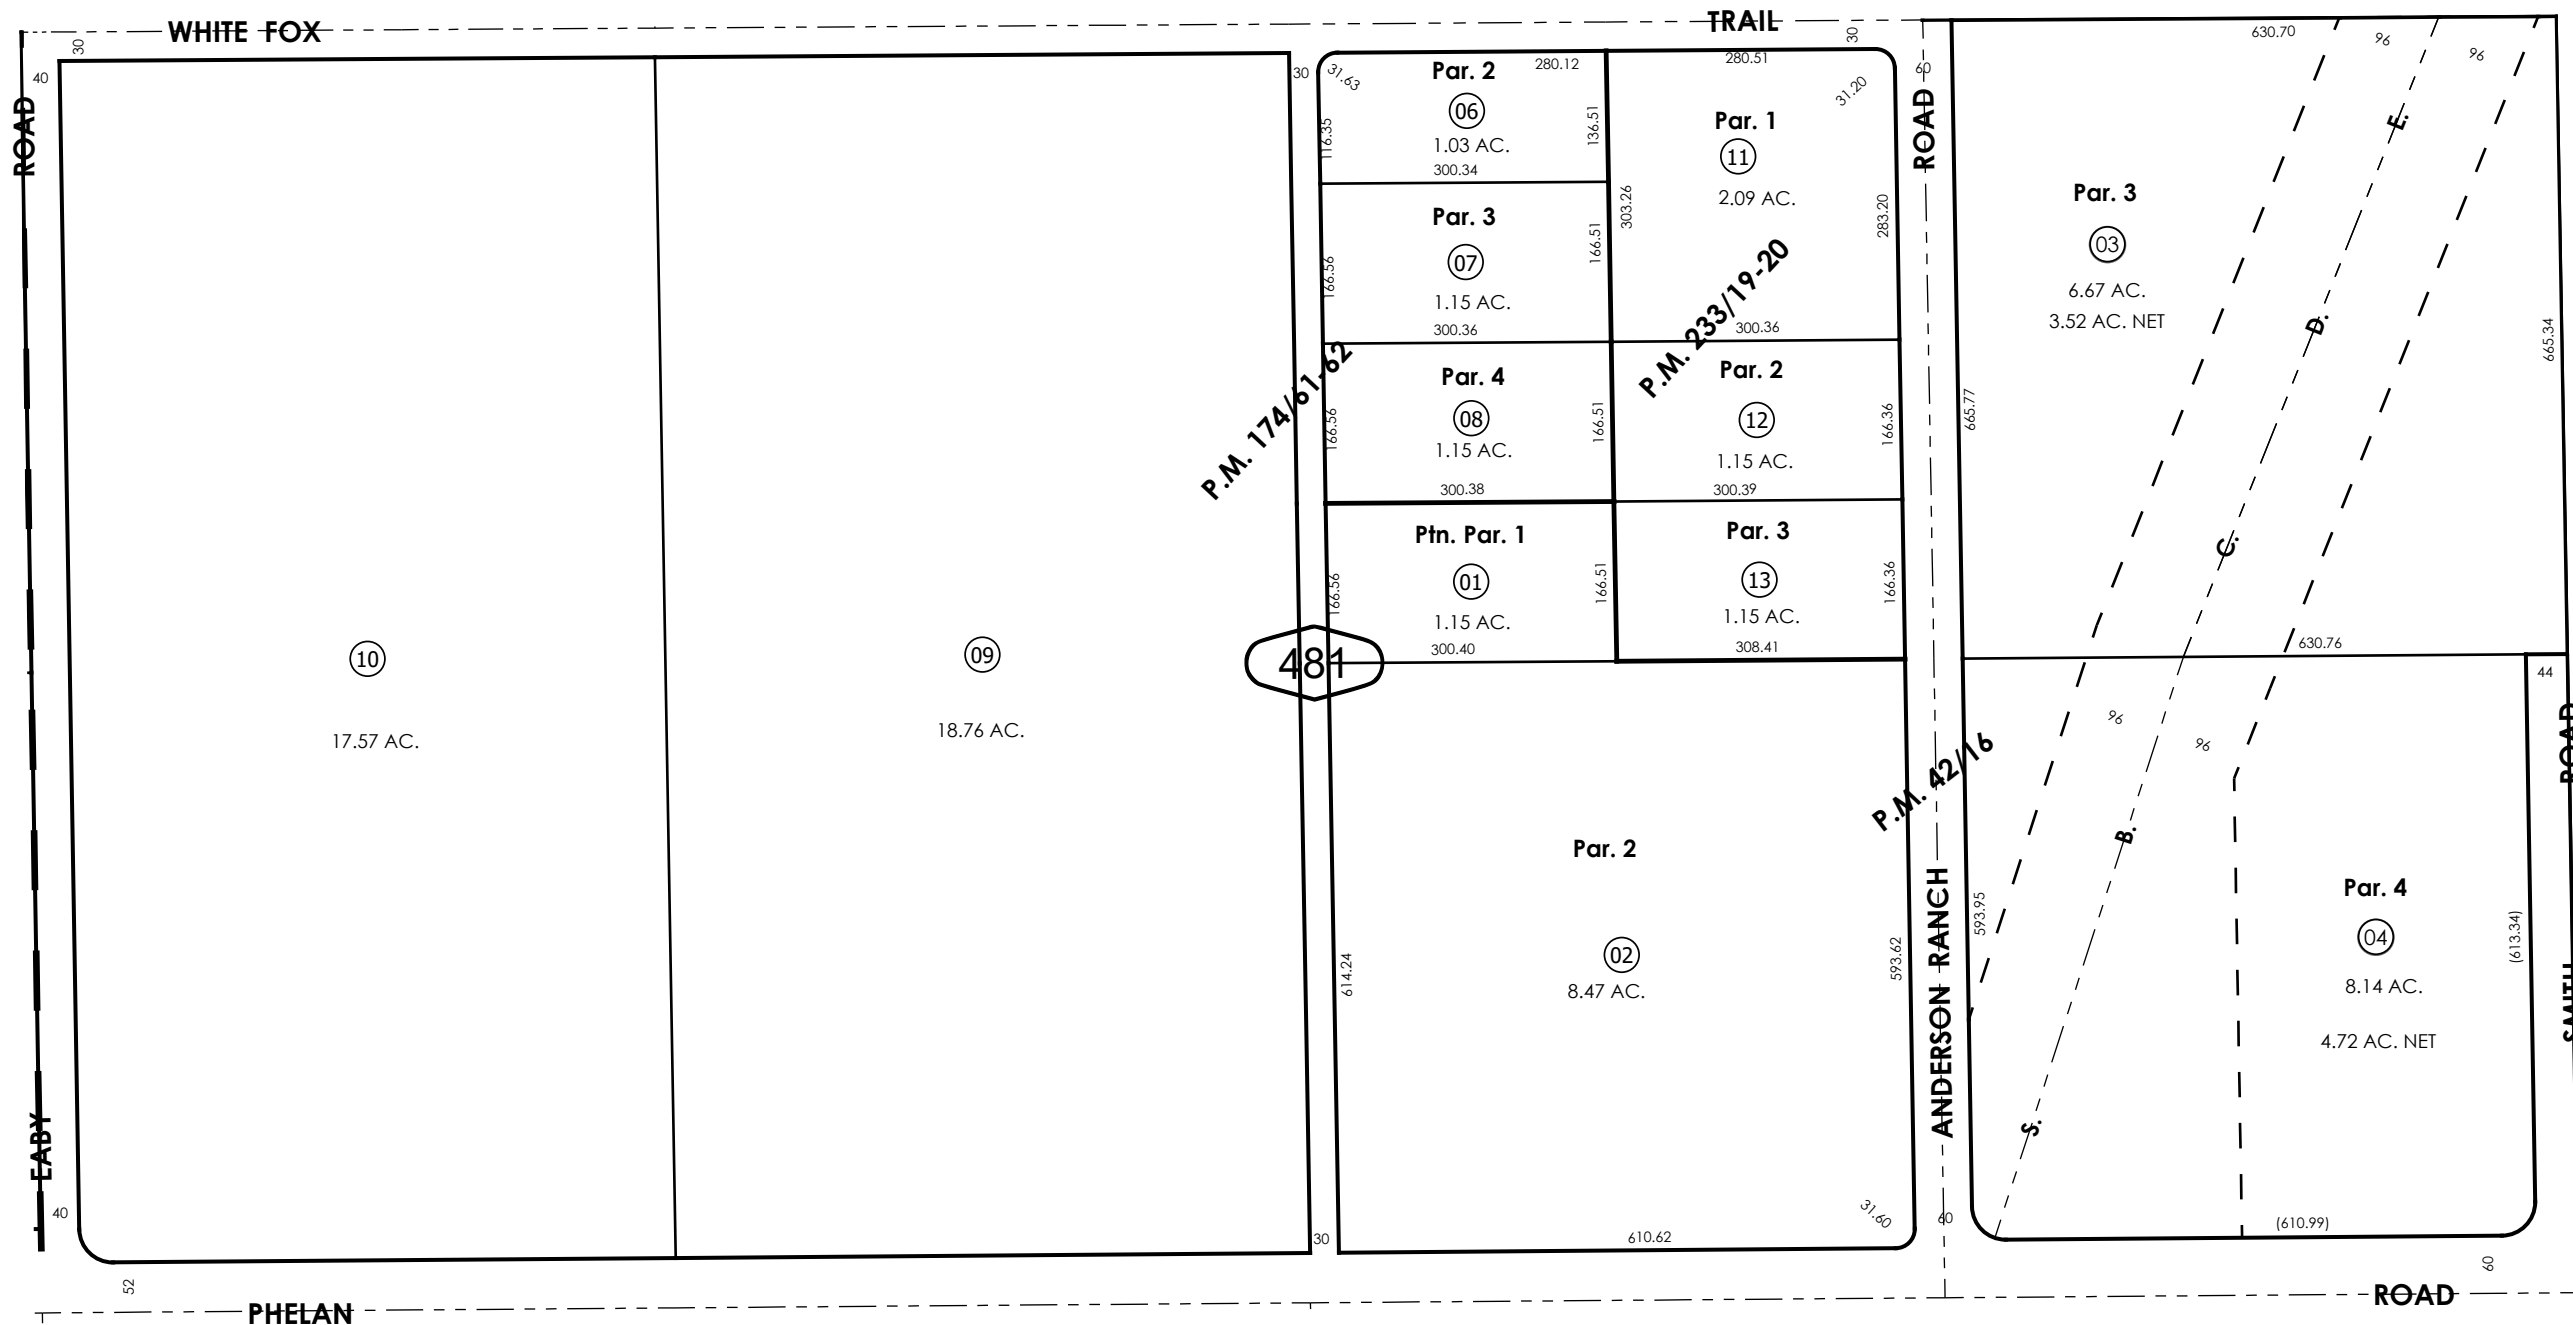 WHITE FOX
TRAIL
ROAD
40
30
30
31.63
Par. 2
280.12
06
1.03 AC.
300.34
116.35
136.51
280.51
30
31.20
Par. 1
11
2.09 AC.
303.26
283.20
300.36
60
ROAD
630.70
96
96
Par. 3
03
6.67 AC.
3.52 AC. NET
665.77
665.34
630.76
Par. 3
07
1.15 AC.
300.36
166.56
166.51
P.M. 233/19-20
P.M. 174/61-62
Par. 4
08
1.15 AC.
300.38
166.56
166.51
Par. 2
12
1.15 AC.
300.39
166.36
Ptn. Par. 1
01
1.15 AC.
300.40
166.56
166.51
Par. 3
13
1.15 AC.
308.41
166.36
10
17.57 AC.
09
18.76 AC.
481
Par. 2
02
8.47 AC.
614.24
593.62
610.62
31.60
P.M. 42/16
ANDERSON RANCH
593.95
S. B. C. D. E.
96
96
44
ROAD
Par. 4
04
8.14 AC.
4.72 AC. NET
(613.34)
(610.99)
SMITH
EABY
40
52
30
60
60
PHELAN
ROAD